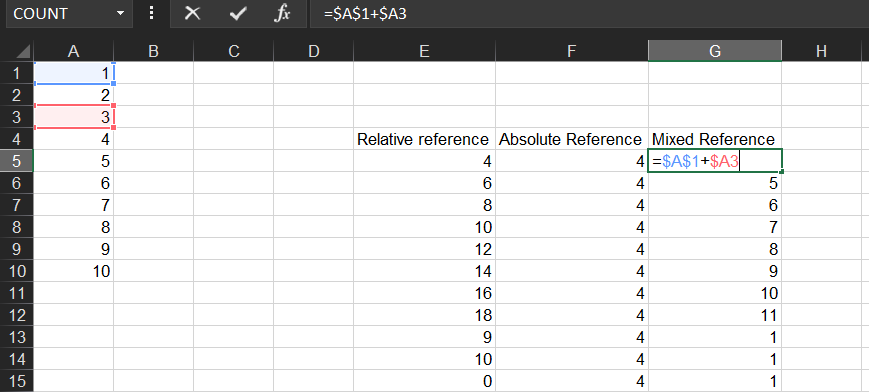 COUNT =$A$1+$A3
A B C D E F G H
1 1
2 2
3 3
4 4 Relative reference Absolute Reference Mixed Reference
5 5 4 4 =$A$1+$A3
6 6 6 4 5
7 7 8 4 6
8 8 10 4 7
9 9 12 4 8
10 10 14 4 9
11 16 4 10
12 18 4 11
13 9 4 1
14 10 4 1
15 0 4 1